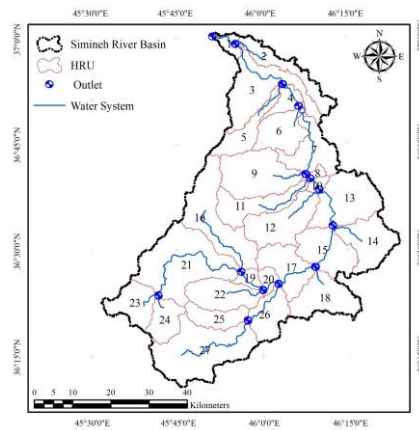 45°30'0"E 45°45'0"E 46°0'0"E 46°15'0"E
37°0'0"N
Simineh River Basin
HRU
Outlet
Water System
N
W E
S
1
2
3
4
5
6
36°45'0"N
7
8
9
10
11
12
13
14
15
16
36°30'0"N
17
18
19
20
21
22
23
24
25
26
27
36°15'0"N
0 5 10 20 30 40
Kilometers
45°30'0"E 45°45'0"E 46°0'0"E 46°15'0"E